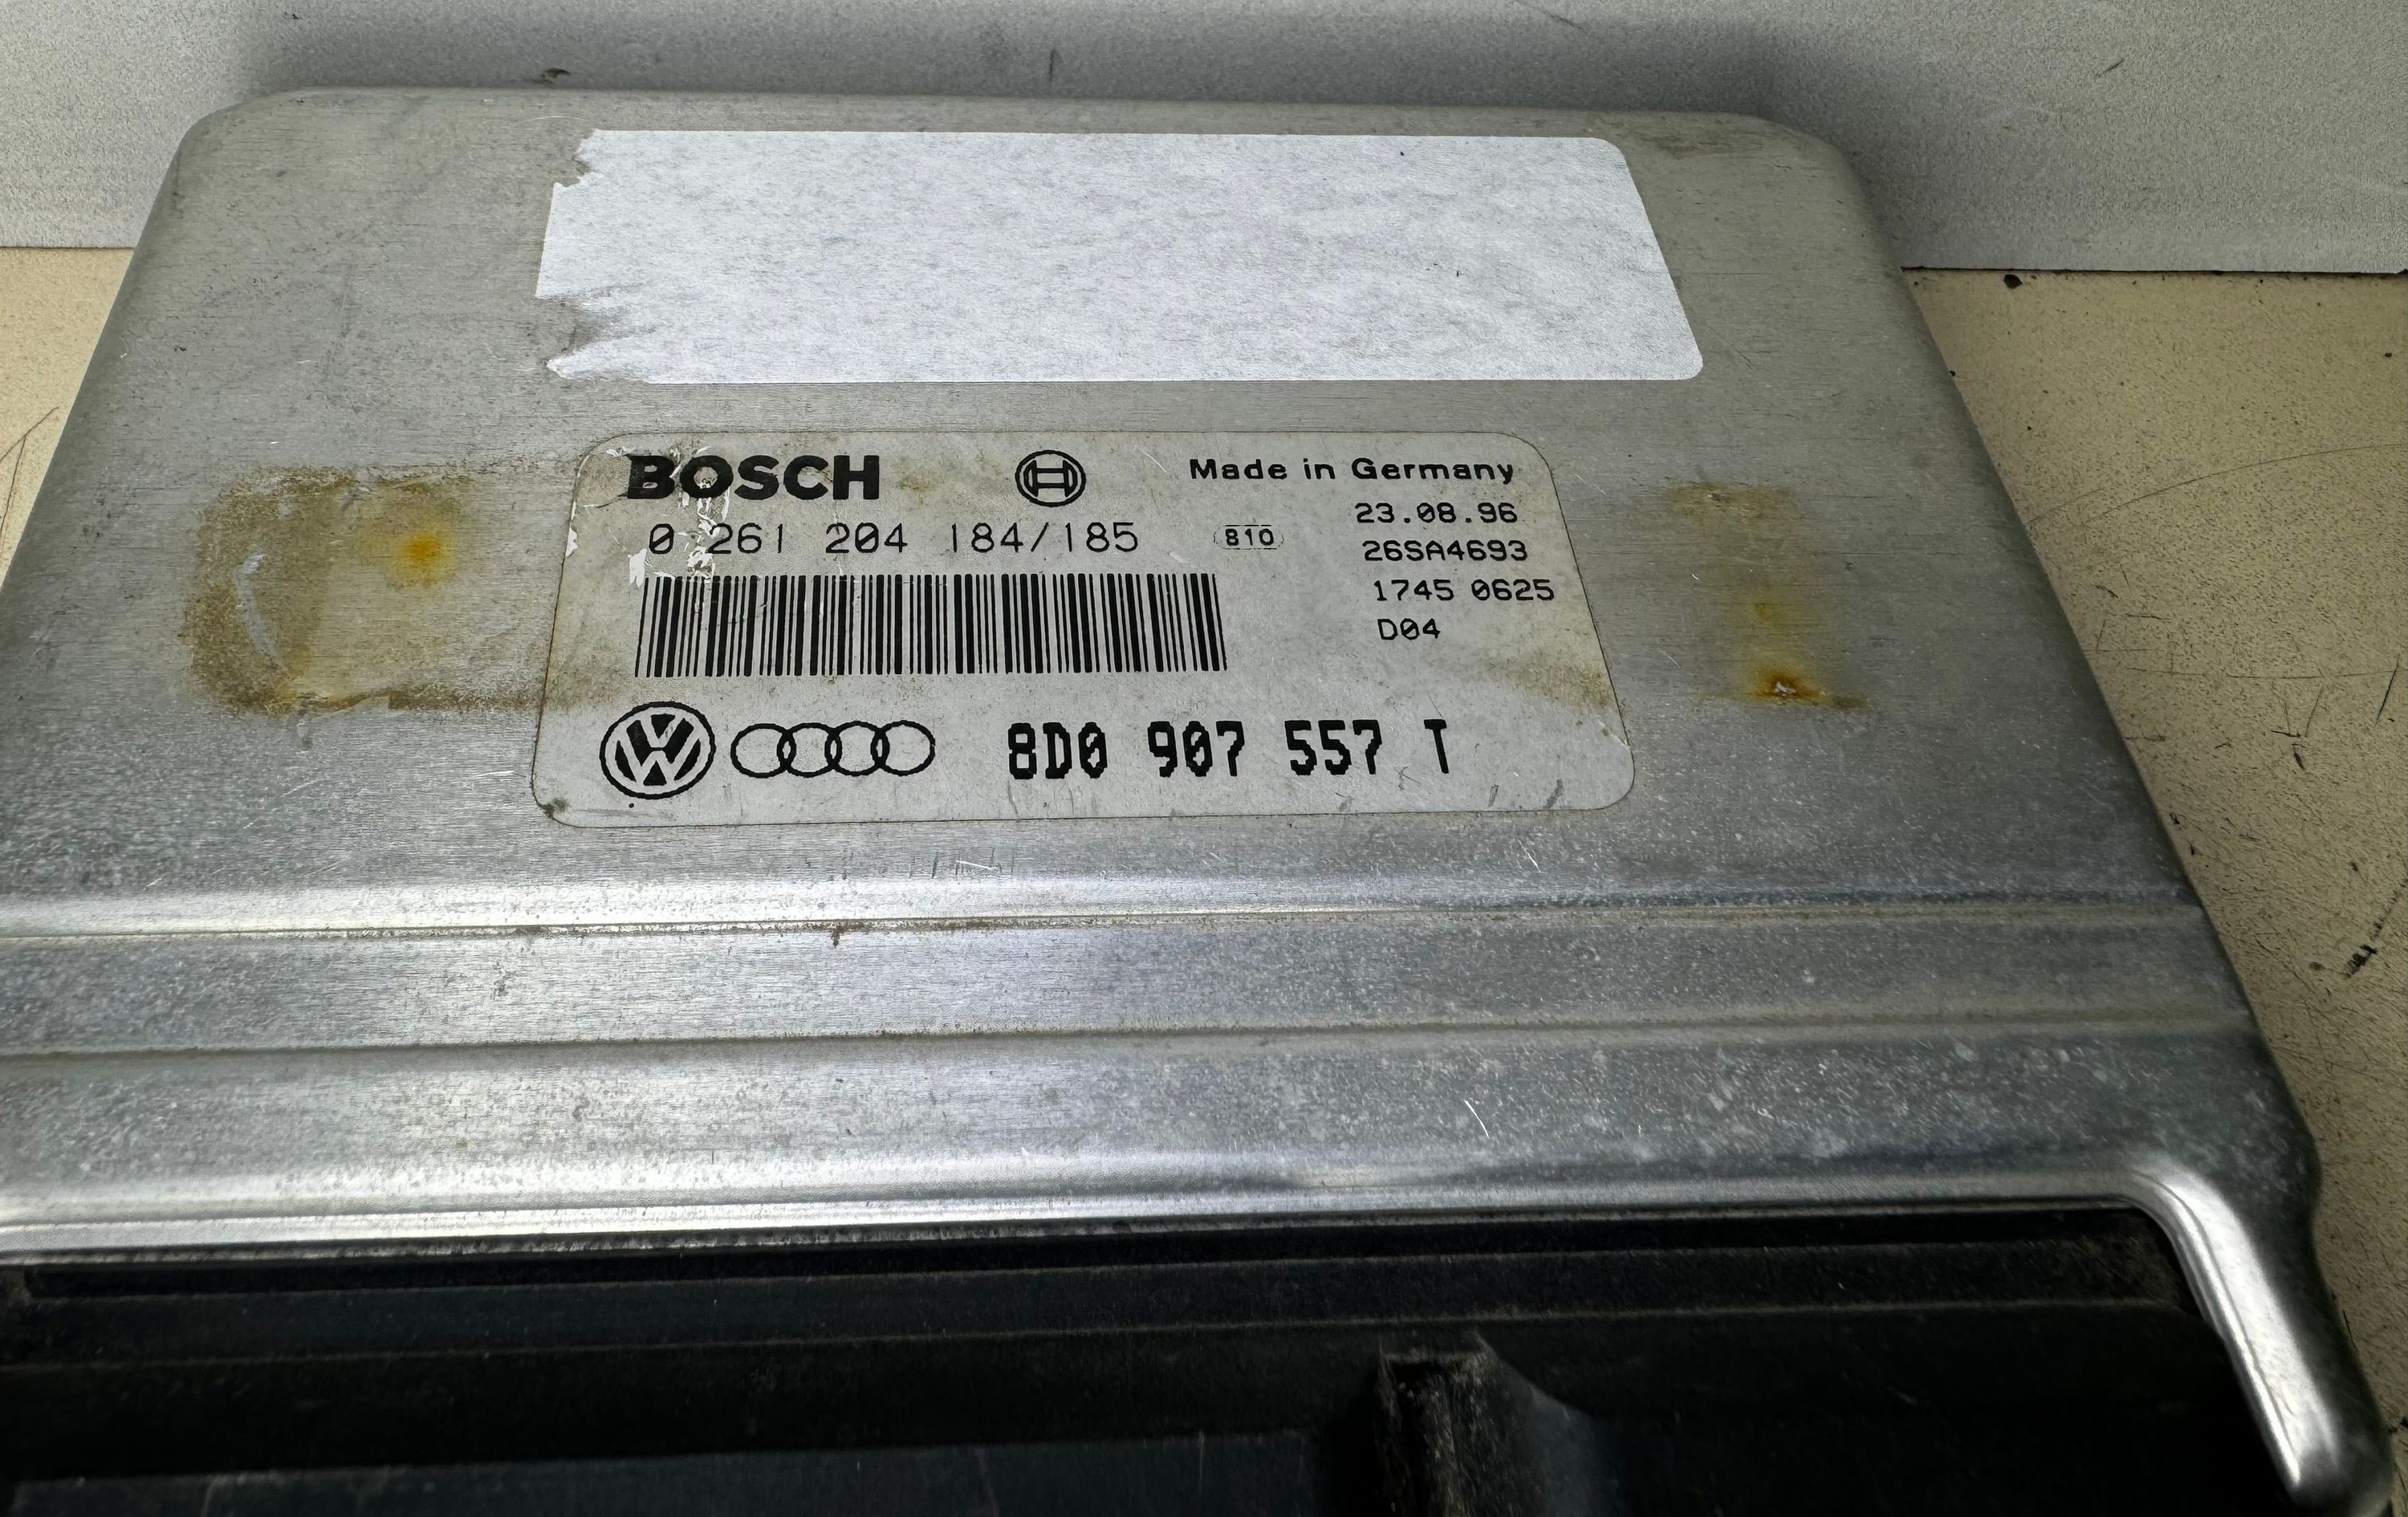 BOSCH
Made in Germany
0 261 204 184/185
810
23.08.96
26SA4693
1745 0625
D04
8D0 907 557 T